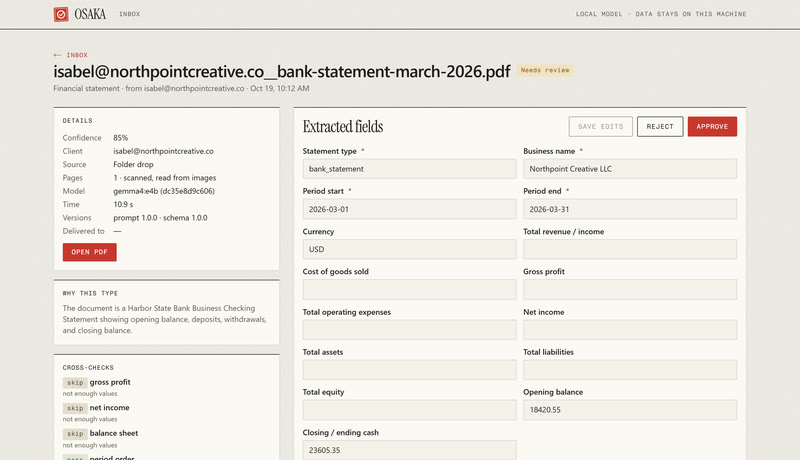 OSAKA INBOX LOCAL MODEL · DATA STAYS ON THIS MACHINE
← INBOX
isabel@northpointcreative.co__bank-statement-march-2026.pdf Needs review
Financial statement · from isabel@northpointcreative.co · Oct 19, 10:12 AM
DETAILS
Confidence 85%
Client isabel@northpointcreative.co
Source Folder drop
Pages 1 · scanned, read from images
Model gemma4:e4b (dc35e8d9c606)
Time 10.9 s
Versions prompt 1.0.0 · schema 1.0.0
Delivered to —
OPEN PDF
WHY THIS TYPE
The document is a Harbor State Bank Business Checking
Statement showing opening balance, deposits, withdrawals,
and closing balance.
CROSS-CHECKS
skip gross profit
not enough values
skip net income
not enough values
skip balance sheet
not enough values
period order
Extracted fields SAVE EDITS REJECT APPROVE
Statement type * Business name *
bank_statement Northpoint Creative LLC
Period start * Period end *
2026-03-01 2026-03-31
Currency Total revenue / income
USD
Cost of goods sold Gross profit
Total operating expenses Net income
Total assets Total liabilities
Total equity Opening balance
18420.55
Closing / ending cash
23605.35